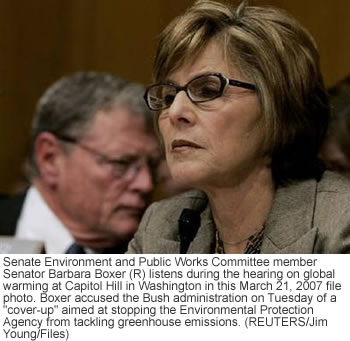 Senate Environment and Public Works Committee member
Senator Barbara Boxer (R) listens during the hearing on global
warming at Capitol Hill in Washington in this March 21, 2007 file
photo. Boxer accused the Bush administration on Tuesday of a
"cover-up" aimed at stopping the Environmental Protection
Agency from tackling greenhouse emissions. (REUTERS/Jim
Young/Files)